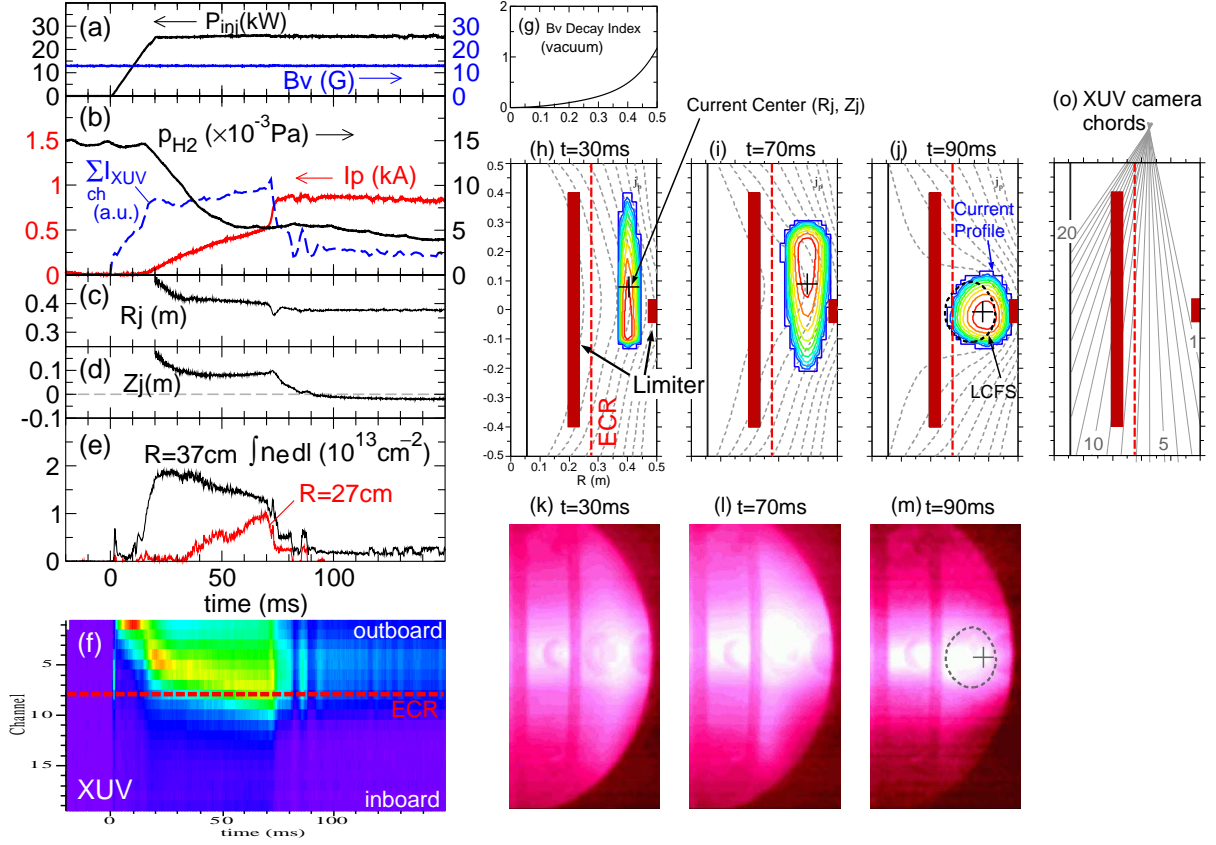 (a)
P_inj(kW)
30
20
10
0
30
20
10
0
Bv (G)
(b)
p_H2 (×10^-3 Pa)
1.5
1
0.5
0
15
10
5
0
ΣI_XUV
ch
(a.u.)
Ip (kA)
(c)
0.4
0.3
Rj (m)
(d)
0.1
0
-0.1
Zj(m)
(e)
R=37cm ∫nedl (10^13cm^-2)
R=27cm
2
1
0
0 50 100
time (ms)
(f)
outboard
ECR
XUV
inboard
Channel
5
10
15
0 100
time (ms)
(g) Bv Decay Index
(vacuum)
2
1
0
0 0.1 0.2 0.3 0.4 0.5
Current Center (Rj, Zj)
(h) t=30ms
0.5
0.4
0.3
0.2
0.1
0
-0.1
-0.2
-0.3
-0.4
-0.5
0 0.1 0.2 0.3 0.4 0.5
R (m)
j
Limiter
ECR
(i) t=70ms
j
(j) t=90ms
j
Current
Profile
LCFS
(o) XUV camera
chords
20
1
10
5
(k) t=30ms
(l) t=70ms
(m) t=90ms